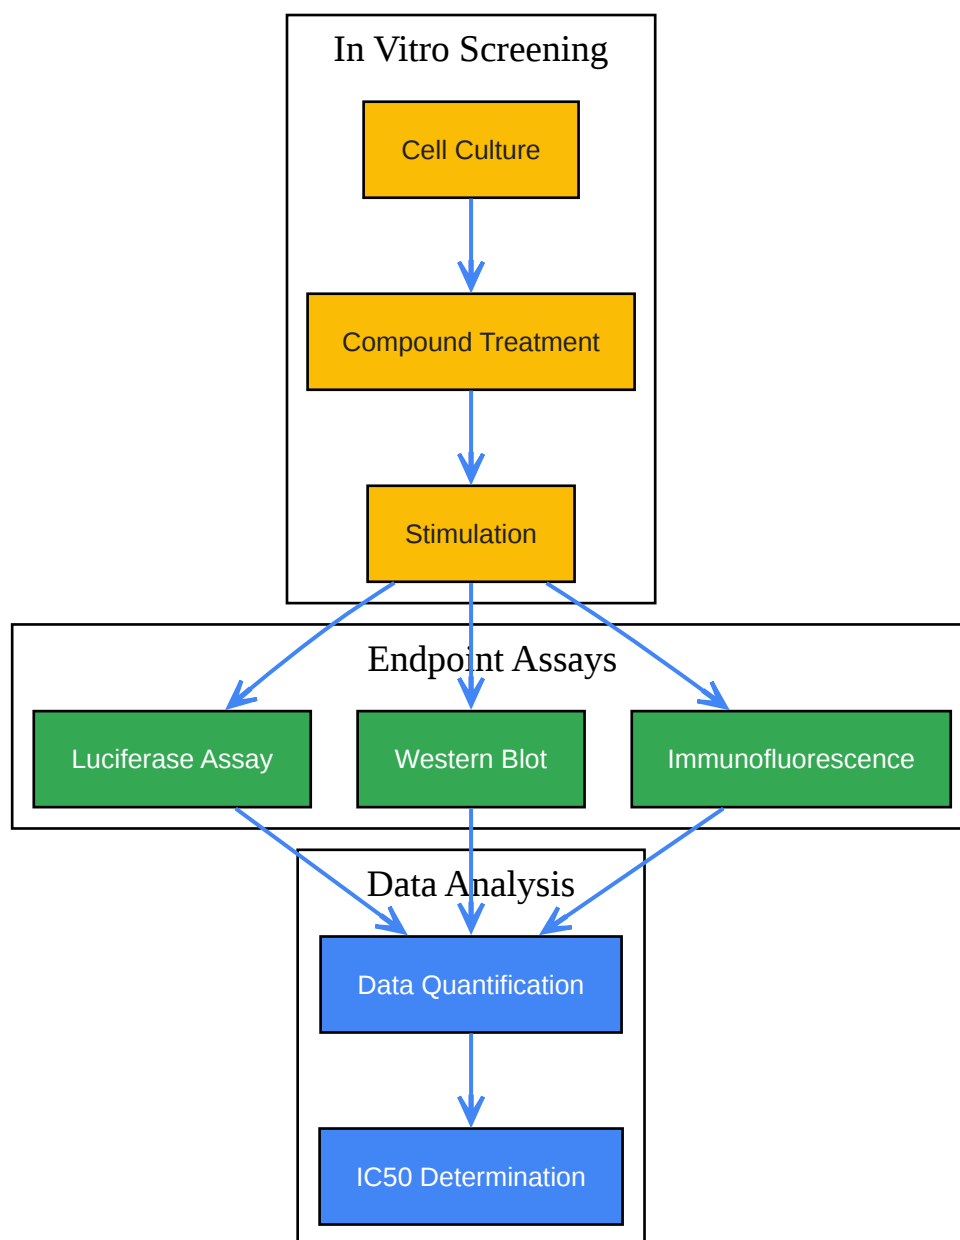 In Vitro Screening
Cell Culture
Compound Treatment
Stimulation
Endpoint Assays
Luciferase Assay
Western Blot
Immunofluorescence
Data Analysis
Data Quantification
IC50 Determination